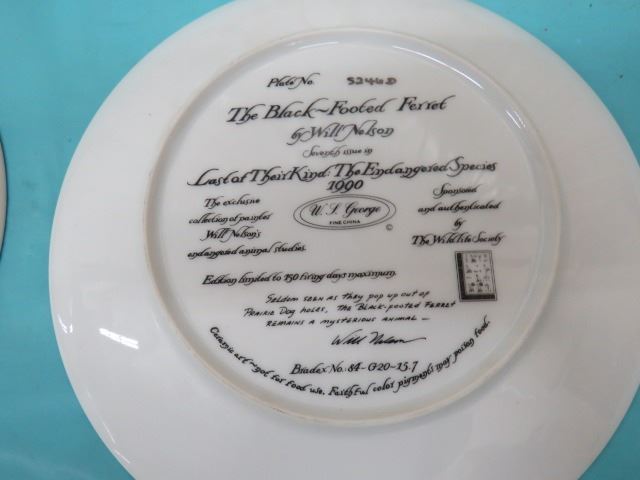 Plate No. 5246D
The Black-Footed Ferret
by Will Nelson
Seventh issue in
Last of Their Kind: The Endangered Species
1990
The exclusive
collection of painter
Will Nelson's
endangered animal studies.
W. S. George
FINE CHINA
©
Sponsored
and authenticated
by
The Wildlife Society
Edition limited to 150 firing days maximum.
Seldom seen as they pop up out of
Prairie Dog holes, the Black-footed Ferret
remains a mysterious animal —
Will Nelson
Bradex No: 84-G20-15.7
Ceramic art—not for food use. Faithful color pigments may poison food.